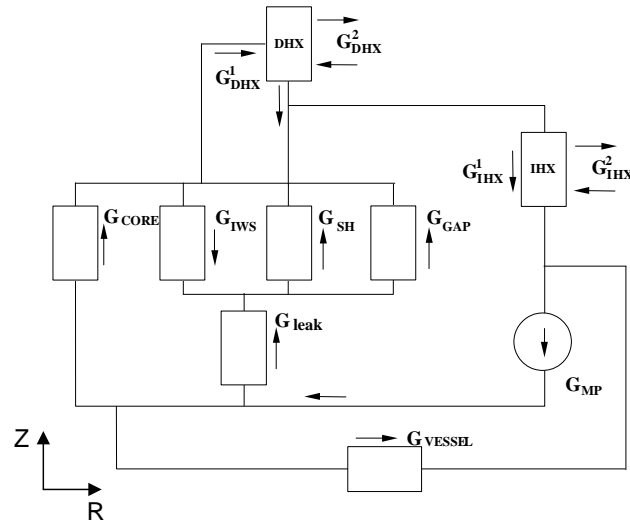 DHX
G²DHX
G¹DHX
G¹IHX
IHX
G²IHX
GCORE
GIWS
GSH
GGAP
Gleak
GMP
GVESSEL
Z
R